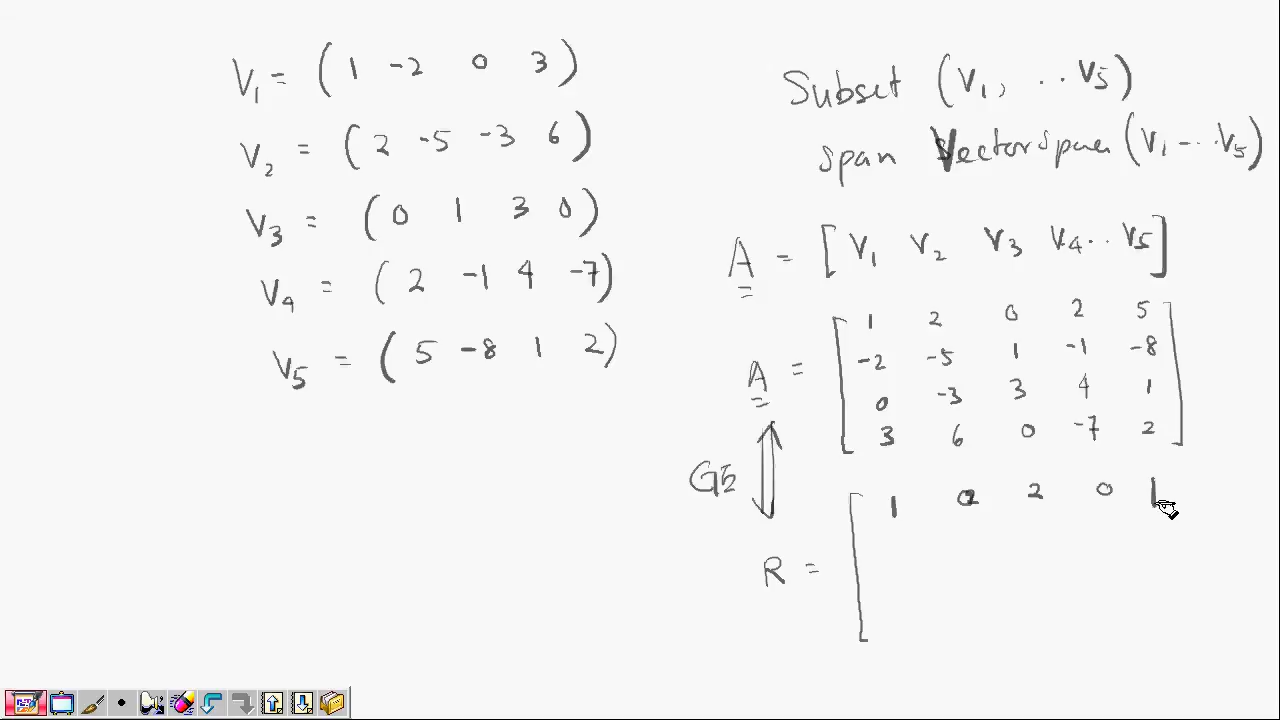 V1 = ( 1 -2 0 3 )
V2 = ( 2 -5 -3 6 )
V3 = ( 0 1 3 0 )
V4 = ( 2 -1 4 -7 )
V5 = ( 5 -8 1 2 )
Subset (V1, .. V5)
span Vectorspan (V1 -..V5)
A = [ V1 V2 V3 V4.. V5 ]
A = [ 1 2 0 2 5
-2 -5 1 -1 -8
0 -3 3 4 1
3 6 0 -7 2 ]
GE
R = [ 1 0 2 0 1